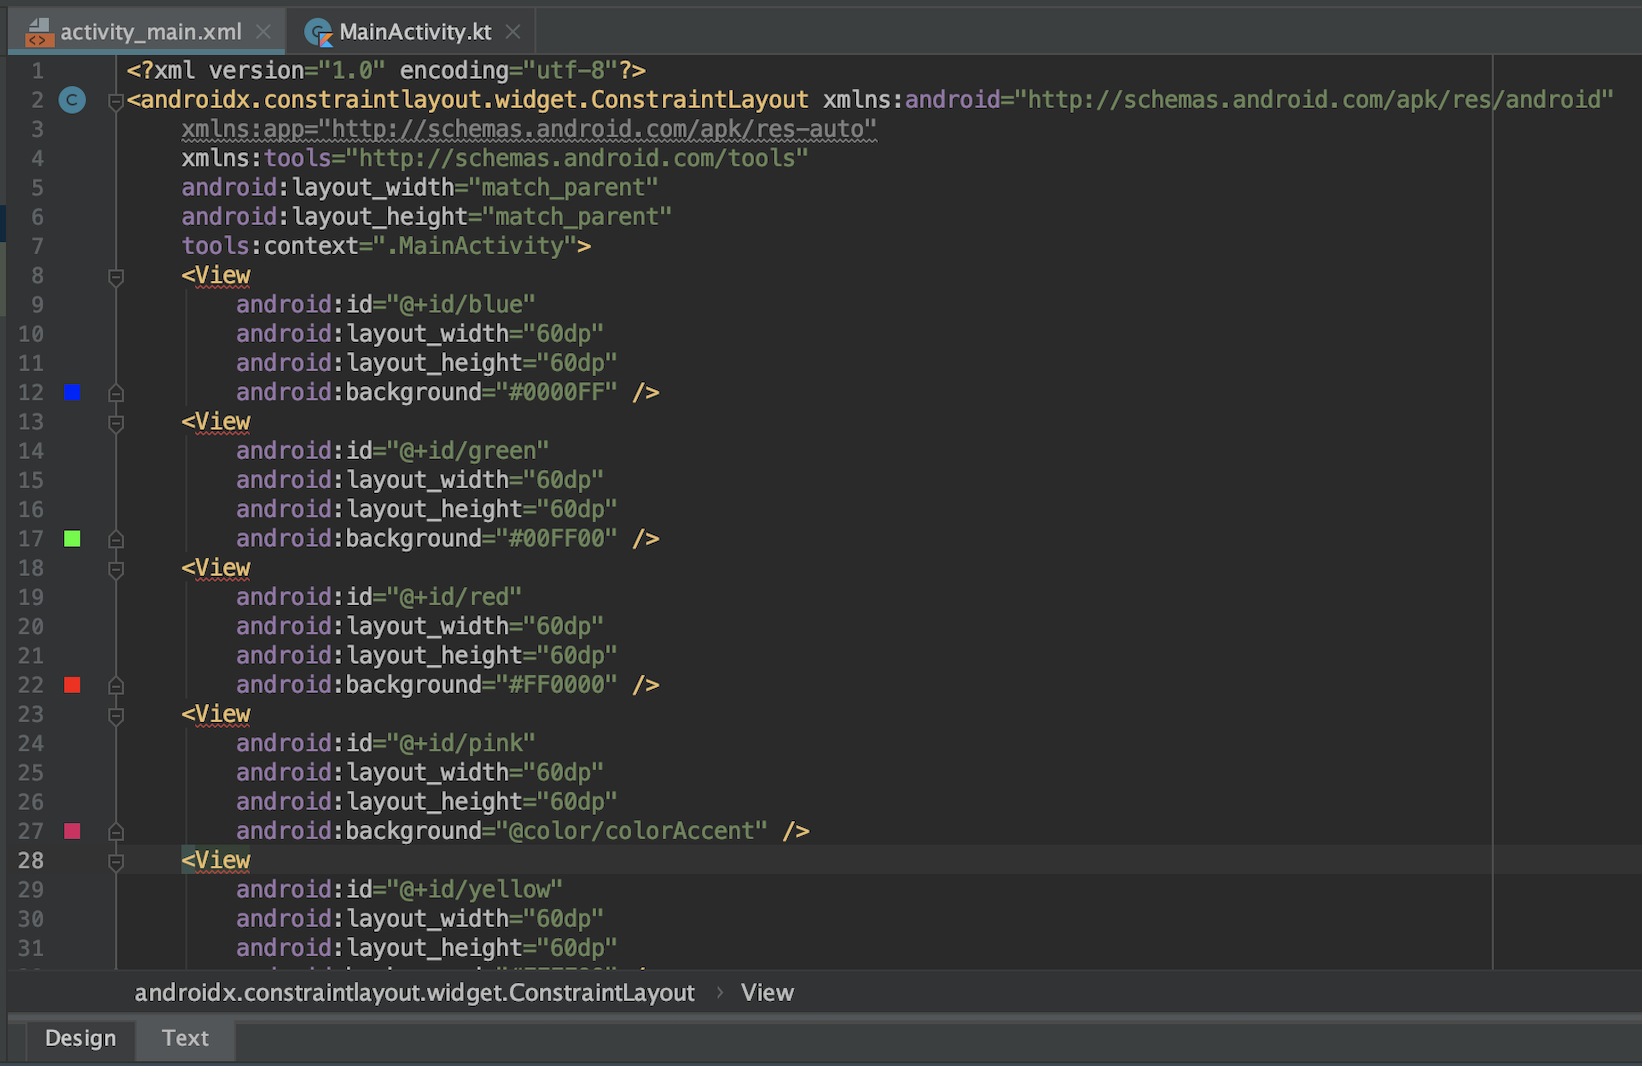 activity_main.xml MainActivity.kt
1 <?xml version="1.0" encoding="utf-8"?>
2 <androidx.constraintlayout.widget.ConstraintLayout xmlns:android="http://schemas.android.com/apk/res/android"
3 xmlns:app="http://schemas.android.com/apk/res-auto"
4 xmlns:tools="http://schemas.android.com/tools"
5 android:layout_width="match_parent"
6 android:layout_height="match_parent"
7 tools:context=".MainActivity">
8 <View
9 android:id="@+id/blue"
10 android:layout_width="60dp"
11 android:layout_height="60dp"
12 android:background="#0000FF" />
13 <View
14 android:id="@+id/green"
15 android:layout_width="60dp"
16 android:layout_height="60dp"
17 android:background="#00FF00" />
18 <View
19 android:id="@+id/red"
20 android:layout_width="60dp"
21 android:layout_height="60dp"
22 android:background="#FF0000" />
23 <View
24 android:id="@+id/pink"
25 android:layout_width="60dp"
26 android:layout_height="60dp"
27 android:background="@color/colorAccent" />
28 <View
29 android:id="@+id/yellow"
30 android:layout_width="60dp"
31 android:layout_height="60dp"
androidx.constraintlayout.widget.ConstraintLayout › View
Design Text